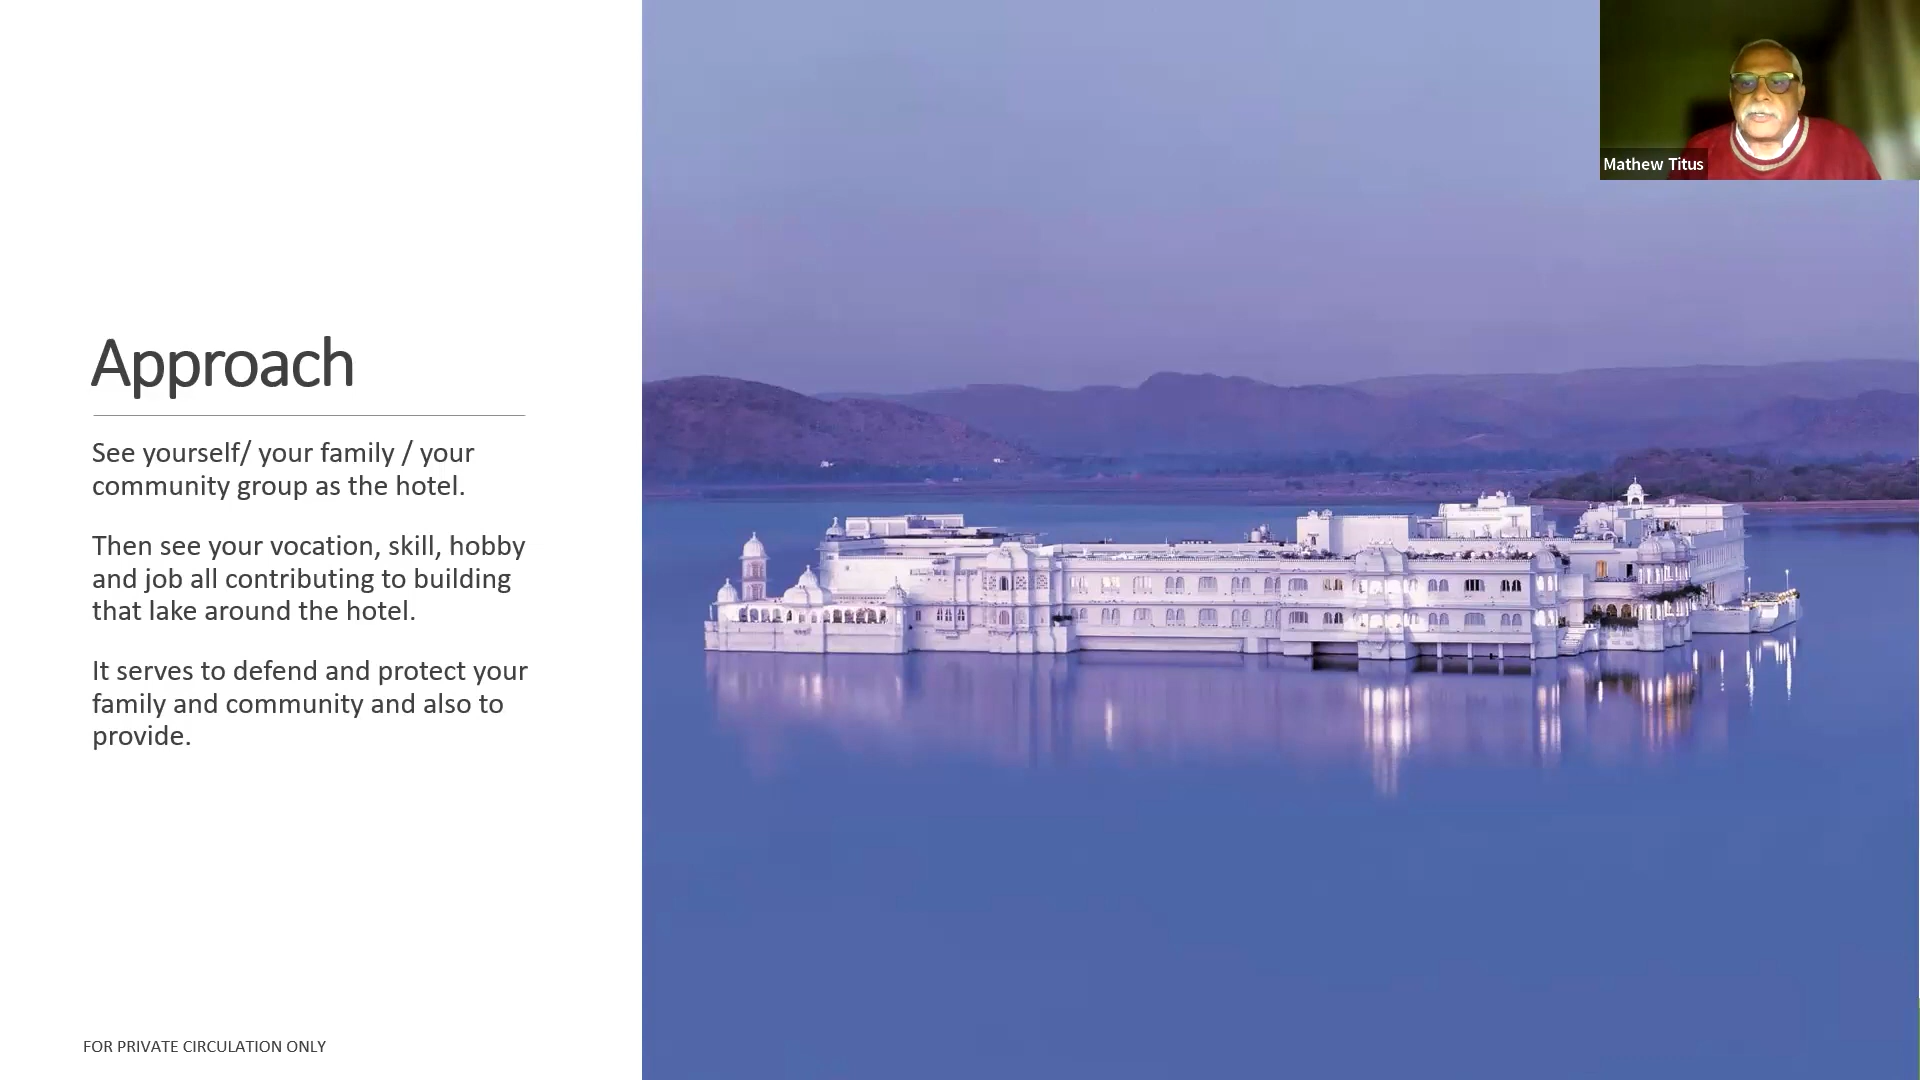 Mathew Titus
Approach
See yourself/ your family / your
community group as the hotel.
Then see your vocation, skill, hobby
and job all contributing to building
that lake around the hotel.
It serves to defend and protect your
family and community and also to
provide.
FOR PRIVATE CIRCULATION ONLY